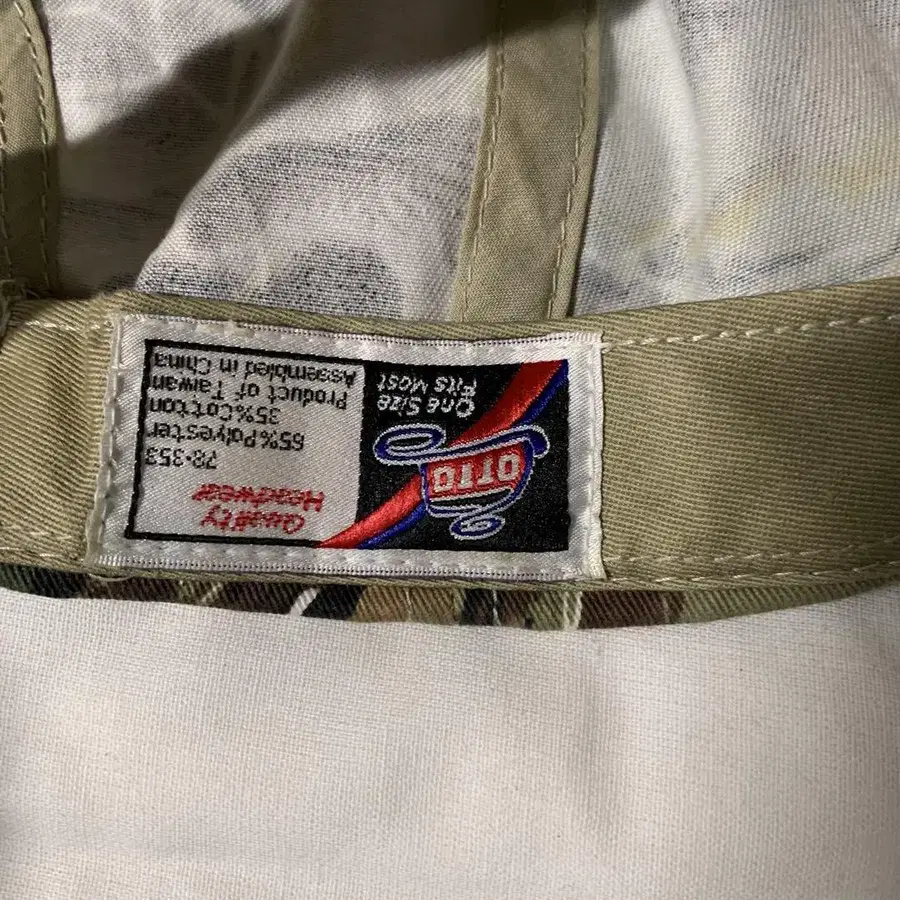 OTTO
One Size
Fits Most
Quality
Headwear
78-353
65%Polyester
35%Cotton
Product of Taiwan
Assembled in China